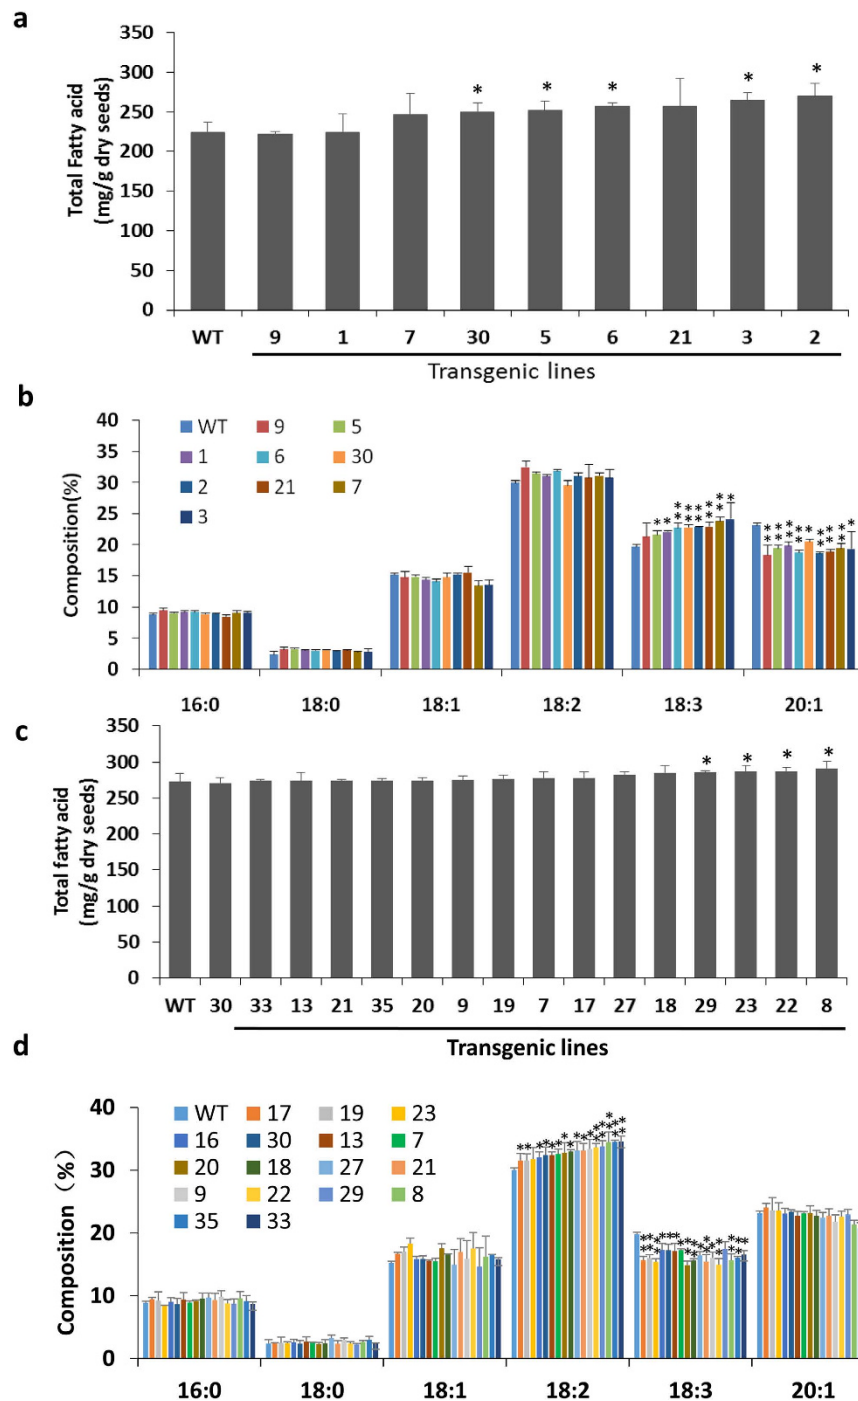 a
Total Fatty acid
(mg/g dry seeds)
350
300
250
200
150
100
50
0
* * * * *
WT 9 1 7 30 5 6 21 3 2
Transgenic lines
b
Composition(%)
40
35
30
25
20
15
10
5
0
WT 9 5
1 6 30
2 21 7
3
16:0 18:0 18:1 18:2 18:3 20:1
c
Total fatty acid
(mg/g dry seeds)
350
300
250
200
150
100
50
0
* * * *
WT 30 33 13 21 35 20 9 19 7 17 27 18 29 23 22 8
Transgenic lines
d
Composition (%)
40
30
20
10
0
WT 17 19 23
16 30 13 7
20 18 27 21
9 22 29 8
35 33
16:0 18:0 18:1 18:2 18:3 20:1